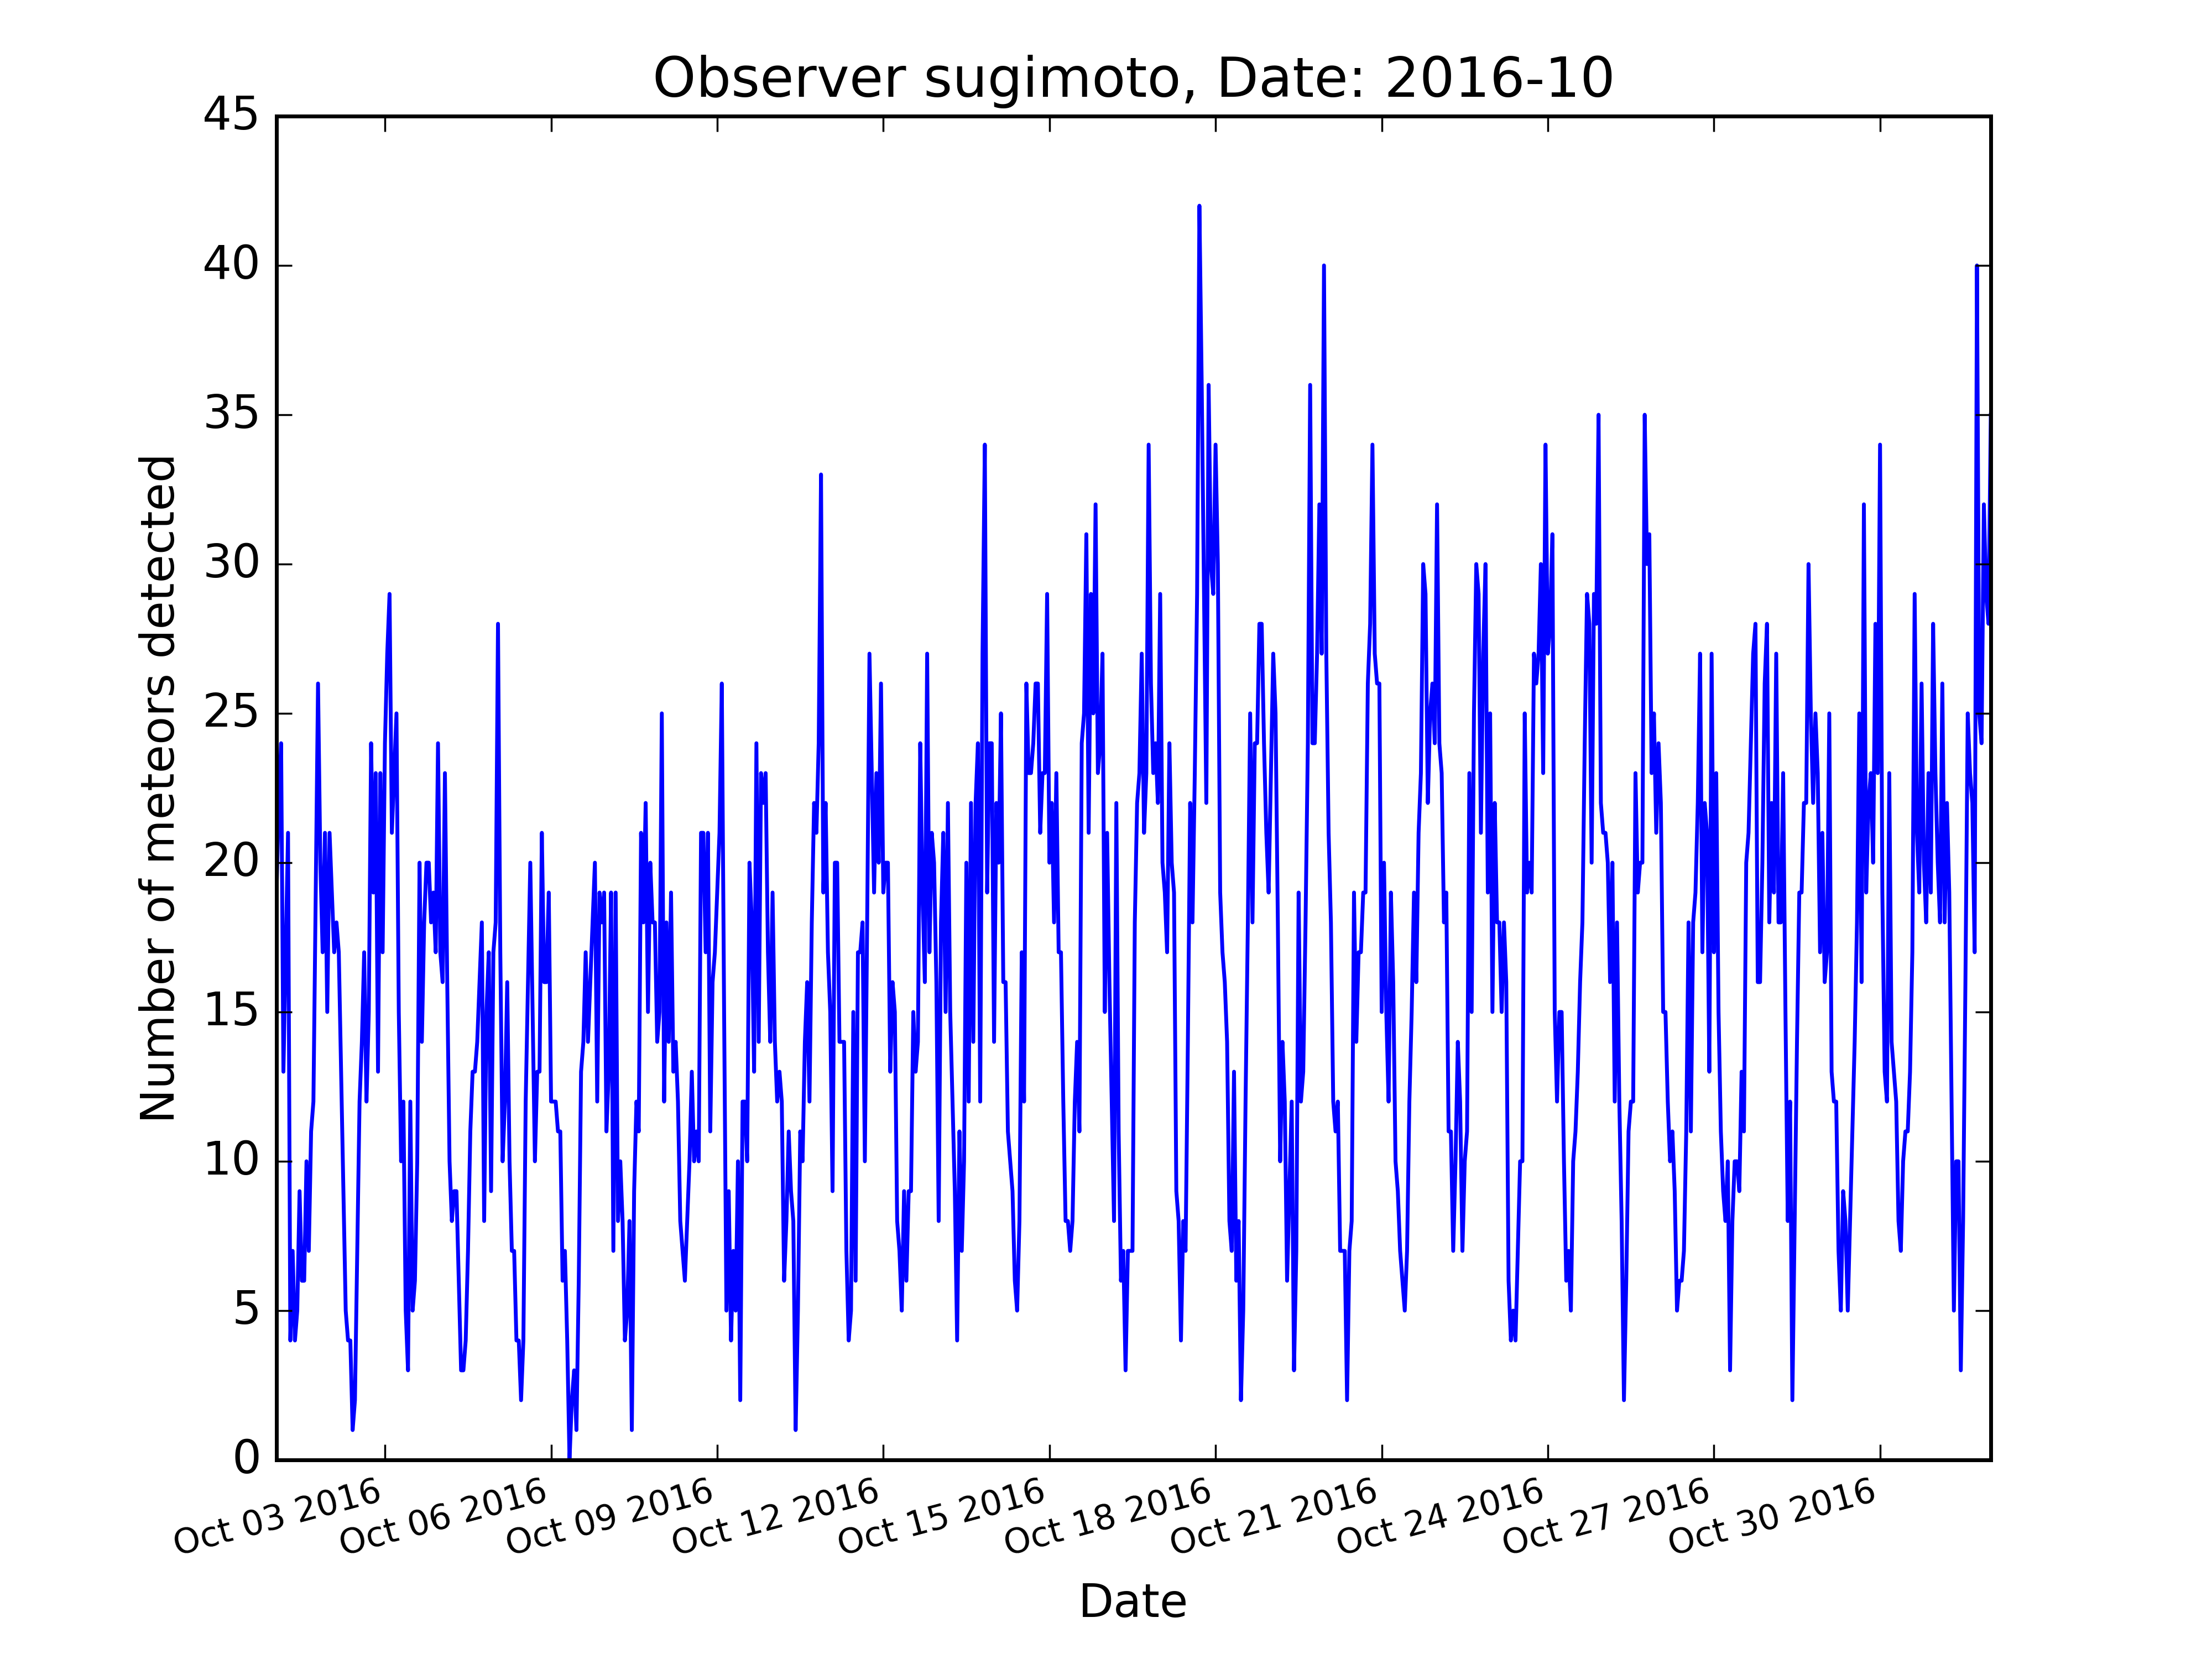 Observer sugimoto, Date: 2016-10
Number of meteors detected
45
40
35
30
25
20
15
10
5
0
Oct 03 2016
Oct 06 2016
Oct 09 2016
Oct 12 2016
Oct 15 2016
Oct 18 2016
Oct 21 2016
Oct 24 2016
Oct 27 2016
Oct 30 2016
Date